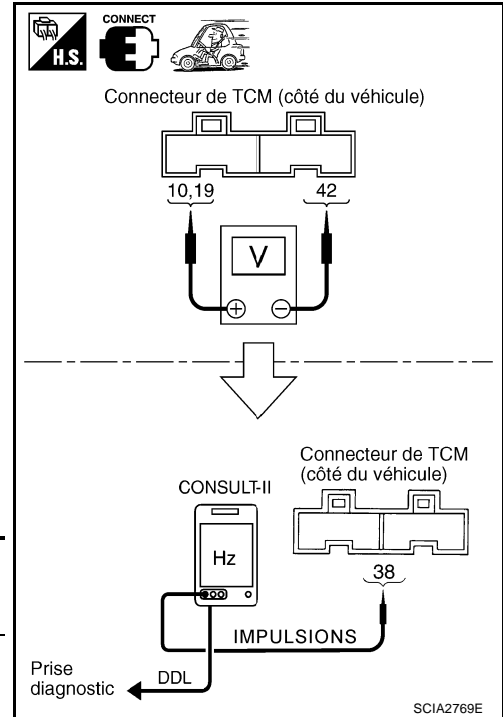 H.S.
CONNECT
Connecteur de TCM (côté du véhicule)
10,19
42
V
+
−
Connecteur de TCM
(côté du véhicule)
CONSULT-II
Hz
38
IMPULSIONS
Prise
diagnostic
DDL
SCIA2769E